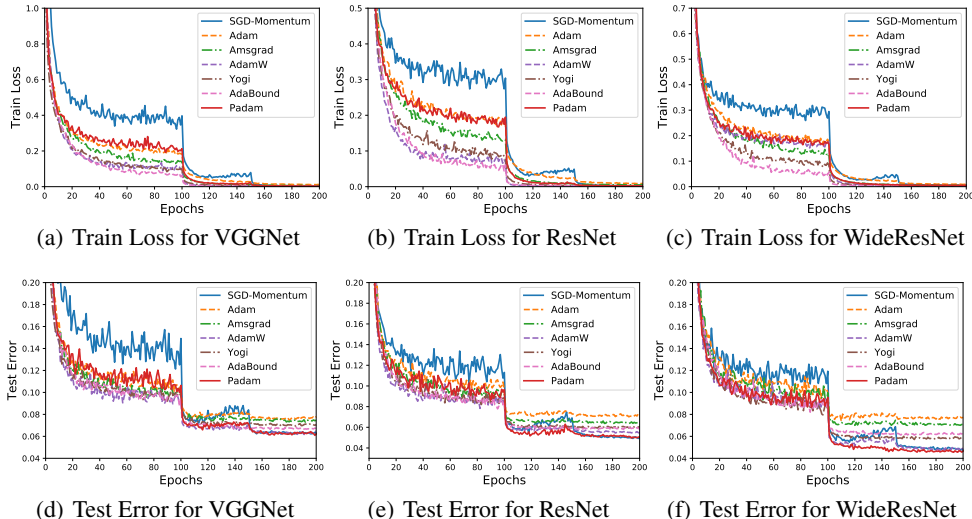 1.0
0.8
0.6
0.4
0.2
0.0
Train Loss
0 20 40 60 80 100 120 140 160 180 200
Epochs
SGD-Momentum
Adam
Amsgrad
AdamW
Yogi
AdaBound
Padam
(a) Train Loss for VGGNet
0.5
0.4
0.3
0.2
0.1
0.0
Train Loss
0 20 40 60 80 100 120 140 160 180 200
Epochs
SGD-Momentum
Adam
Amsgrad
AdamW
Yogi
AdaBound
Padam
(b) Train Loss for ResNet
0.7
0.6
0.5
0.4
0.3
0.2
0.1
0.0
Train Loss
0 20 40 60 80 100 120 140 160 180 200
Epochs
SGD-Momentum
Adam
Amsgrad
AdamW
Yogi
AdaBound
Padam
(c) Train Loss for WideResNet
0.20
0.18
0.16
0.14
0.12
0.10
0.08
0.06
0.04
Test Error
0 20 40 60 80 100 120 140 160 180 200
Epochs
SGD-Momentum
Adam
Amsgrad
AdamW
Yogi
AdaBound
Padam
(d) Test Error for VGGNet
0.20
0.18
0.16
0.14
0.12
0.10
0.08
0.06
0.04
Test Error
0 20 40 60 80 100 120 140 160 180 200
Epochs
SGD-Momentum
Adam
Amsgrad
AdamW
Yogi
AdaBound
Padam
(e) Test Error for ResNet
0.20
0.18
0.16
0.14
0.12
0.10
0.08
0.06
0.04
Test Error
0 20 40 60 80 100 120 140 160 180 200
Epochs
SGD-Momentum
Adam
Amsgrad
AdamW
Yogi
AdaBound
Padam
(f) Test Error for WideResNet